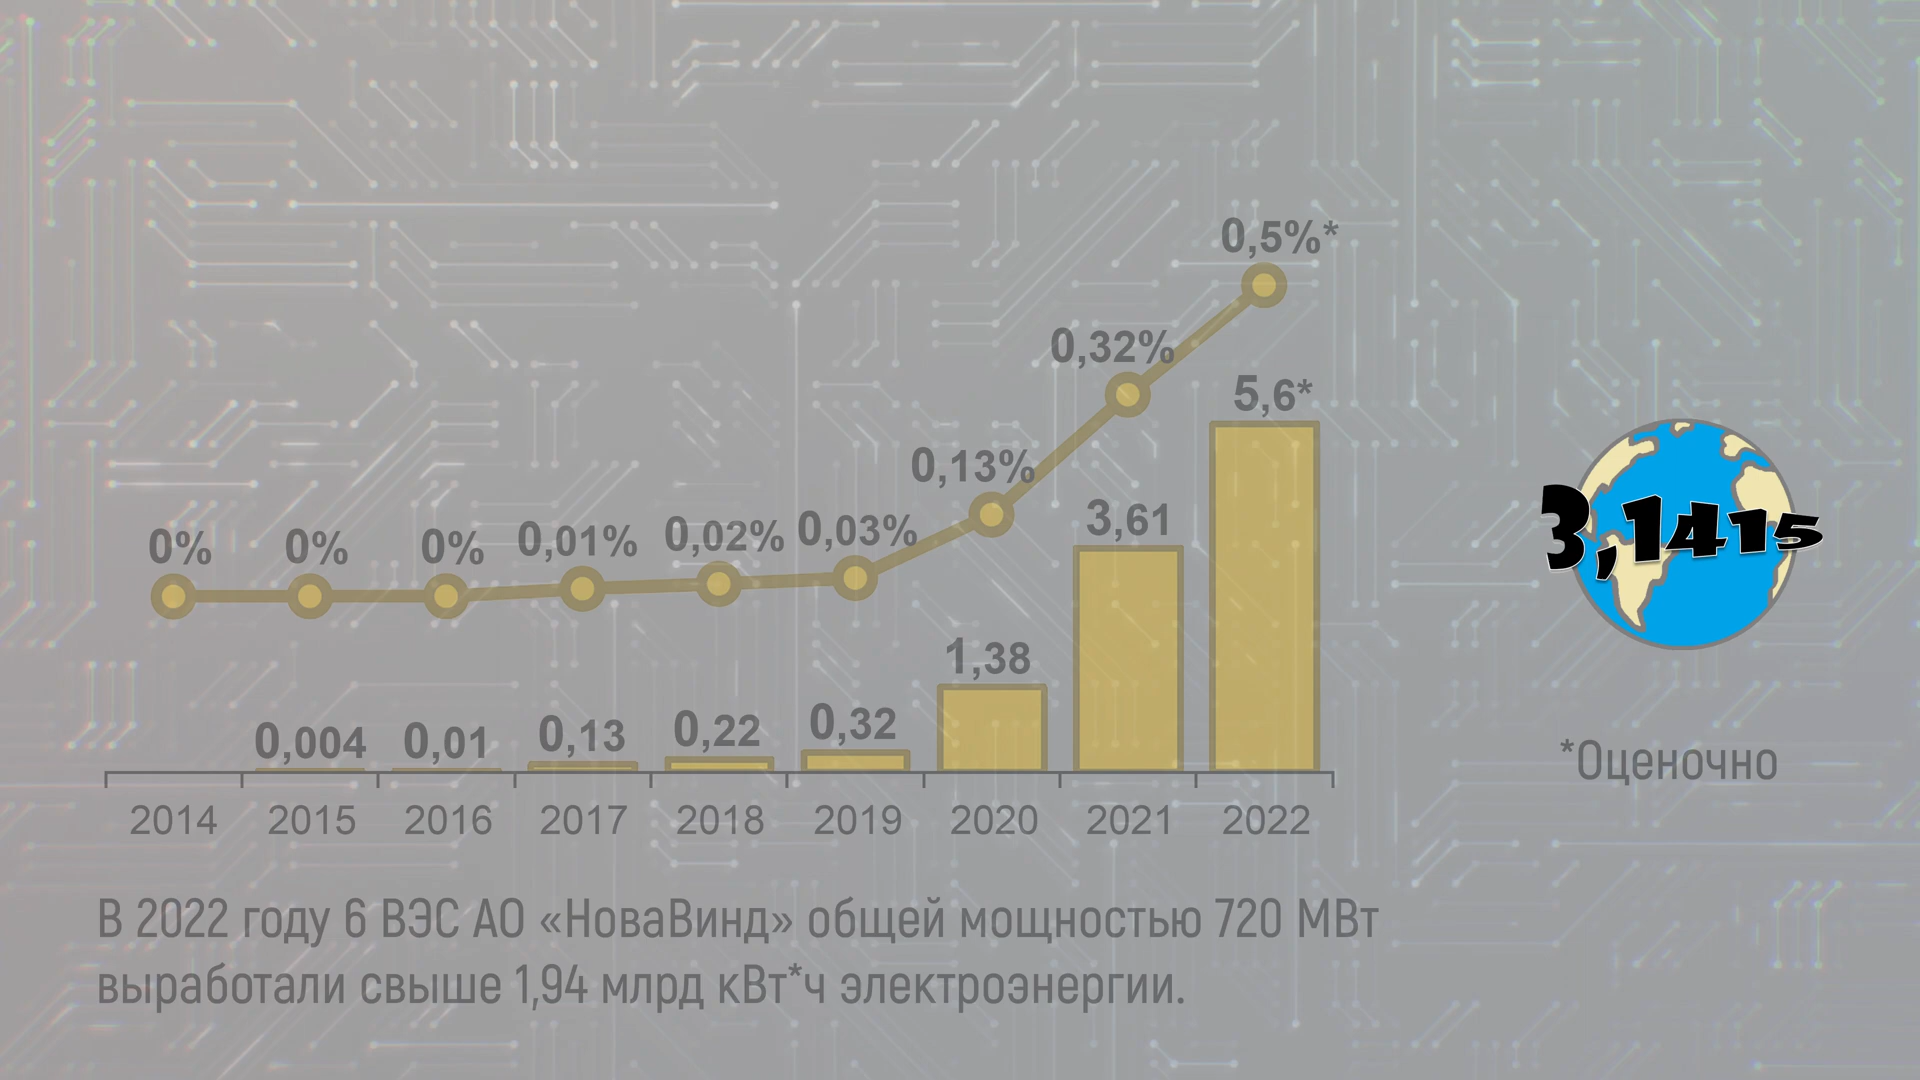 0,5%*
0,32%
5,6*
0,13%
3,61
0% 0% 0% 0,01% 0,02% 0,03%
3,1415
1,38
0,004 0,01 0,13 0,22 0,32
*Оценочно
2014 2015 2016 2017 2018 2019 2020 2021 2022
В 2022 году 6 ВЭС АО «НоваВинд» общей мощностью 720 МВт
выработали свыше 1,94 млрд кВт*ч электроэнергии.